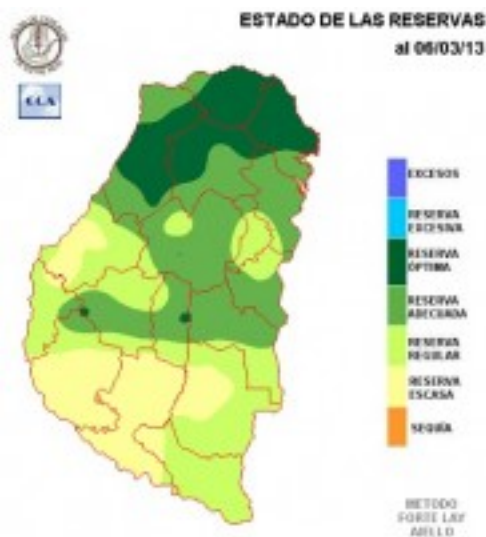 ESTADO DE LAS RESERVAS
al 06/03/13
CCA
EXCESOS
RESERVA
EXCESIVA
RESERVA
ÓPTIMA
RESERVA
ADECUADA
RESERVA
REGULAR
RESERVA
ESCASA
SEQUÍA
METODO
FORTE LAY
AIELLO